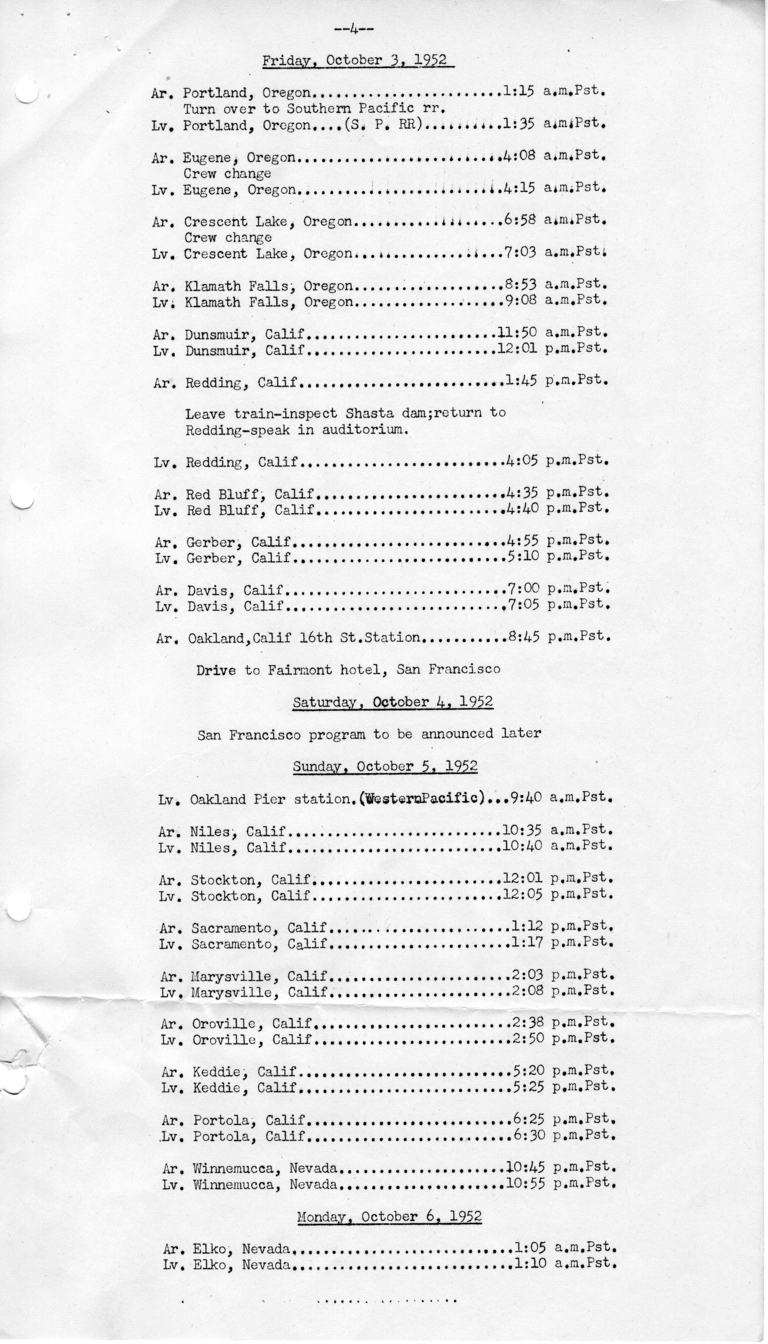 --4--
Friday, October 3, 1952
Ar. Portland, Oregon........................1:15 a.m.Pst.
Turn over to Southern Pacific rr.
Lv. Portland, Oregon....(S. P. RR)..........1:35 a.m.Pst.
Ar. Eugene, Oregon..........................4:08 a.m.Pst.
Crew change
Lv. Eugene, Oregon..........................4:15 a.m.Pst.
Ar. Crescent Lake, Oregon...................6:58 a.m.Pst.
Crew change
Lv. Crescent Lake, Oregon...................7:03 a.m.Pst.
Ar. Klamath Falls, Oregon...................8:53 a.m.Pst.
Lv. Klamath Falls, Oregon...................9:08 a.m.Pst.
Ar. Dunsmuir, Calif........................11:50 a.m.Pst.
Lv. Dunsmuir, Calif........................12:01 p.m.Pst.
Ar. Redding, Calif..........................1:45 p.m.Pst.
Leave train-inspect Shasta dam;return to
Redding-speak in auditorium.
Lv. Redding, Calif..........................4:05 p.m.Pst.
Ar. Red Bluff, Calif........................4:35 p.m.Pst.
Lv. Red Bluff, Calif........................4:40 p.m.Pst.
Ar. Gerber, Calif...........................4:55 p.m.Pst.
Lv. Gerber, Calif...........................5:10 p.m.Pst.
Ar. Davis, Calif............................7:00 p.m.Pst.
Lv. Davis, Calif............................7:05 p.m.Pst.
Ar. Oakland,Calif 16th St.Station...........8:45 p.m.Pst.
Drive to Fairmont hotel, San Francisco
Saturday, October 4, 1952
San Francisco program to be announced later
Sunday, October 5, 1952
Lv. Oakland Pier station.(WesternPacific)...9:40 a.m.Pst.
Ar. Niles, Calif...........................10:35 a.m.Pst.
Lv. Niles, Calif...........................10:40 a.m.Pst.
Ar. Stockton, Calif........................12:01 p.m.Pst.
Lv. Stockton, Calif........................12:05 p.m.Pst.
Ar. Sacramento, Calif.......................1:12 p.m.Pst.
Lv. Sacramento, Calif.......................1:17 p.m.Pst.
Ar. Marysville, Calif.......................2:03 p.m.Pst.
Lv. Marysville, Calif.......................2:08 p.m.Pst.
Ar. Oroville, Calif.........................2:38 p.m.Pst.
Lv. Oroville, Calif.........................2:50 p.m.Pst.
Ar. Keddie, Calif...........................5:20 p.m.Pst.
Lv. Keddie, Calif...........................5:25 p.m.Pst.
Ar. Portola, Calif..........................6:25 p.m.Pst.
Lv. Portola, Calif..........................6:30 p.m.Pst.
Ar. Winnemucca, Nevada.....................10:45 p.m.Pst.
Lv. Winnemucca, Nevada.....................10:55 p.m.Pst.
Monday, October 6, 1952
Ar. Elko, Nevada............................1:05 a.m.Pst.
Lv. Elko, Nevada............................1:10 a.m.Pst.